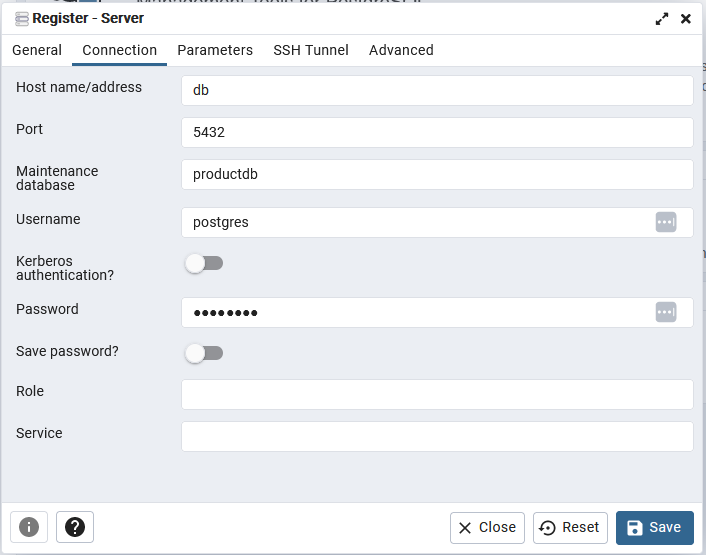 Register - Server
General Connection Parameters SSH Tunnel Advanced
Host name/address
db
Port
5432
Maintenance
database
productdb
Username
postgres
Kerberos
authentication?
Password
••••••••
Save password?
Role
Service
Close Reset Save